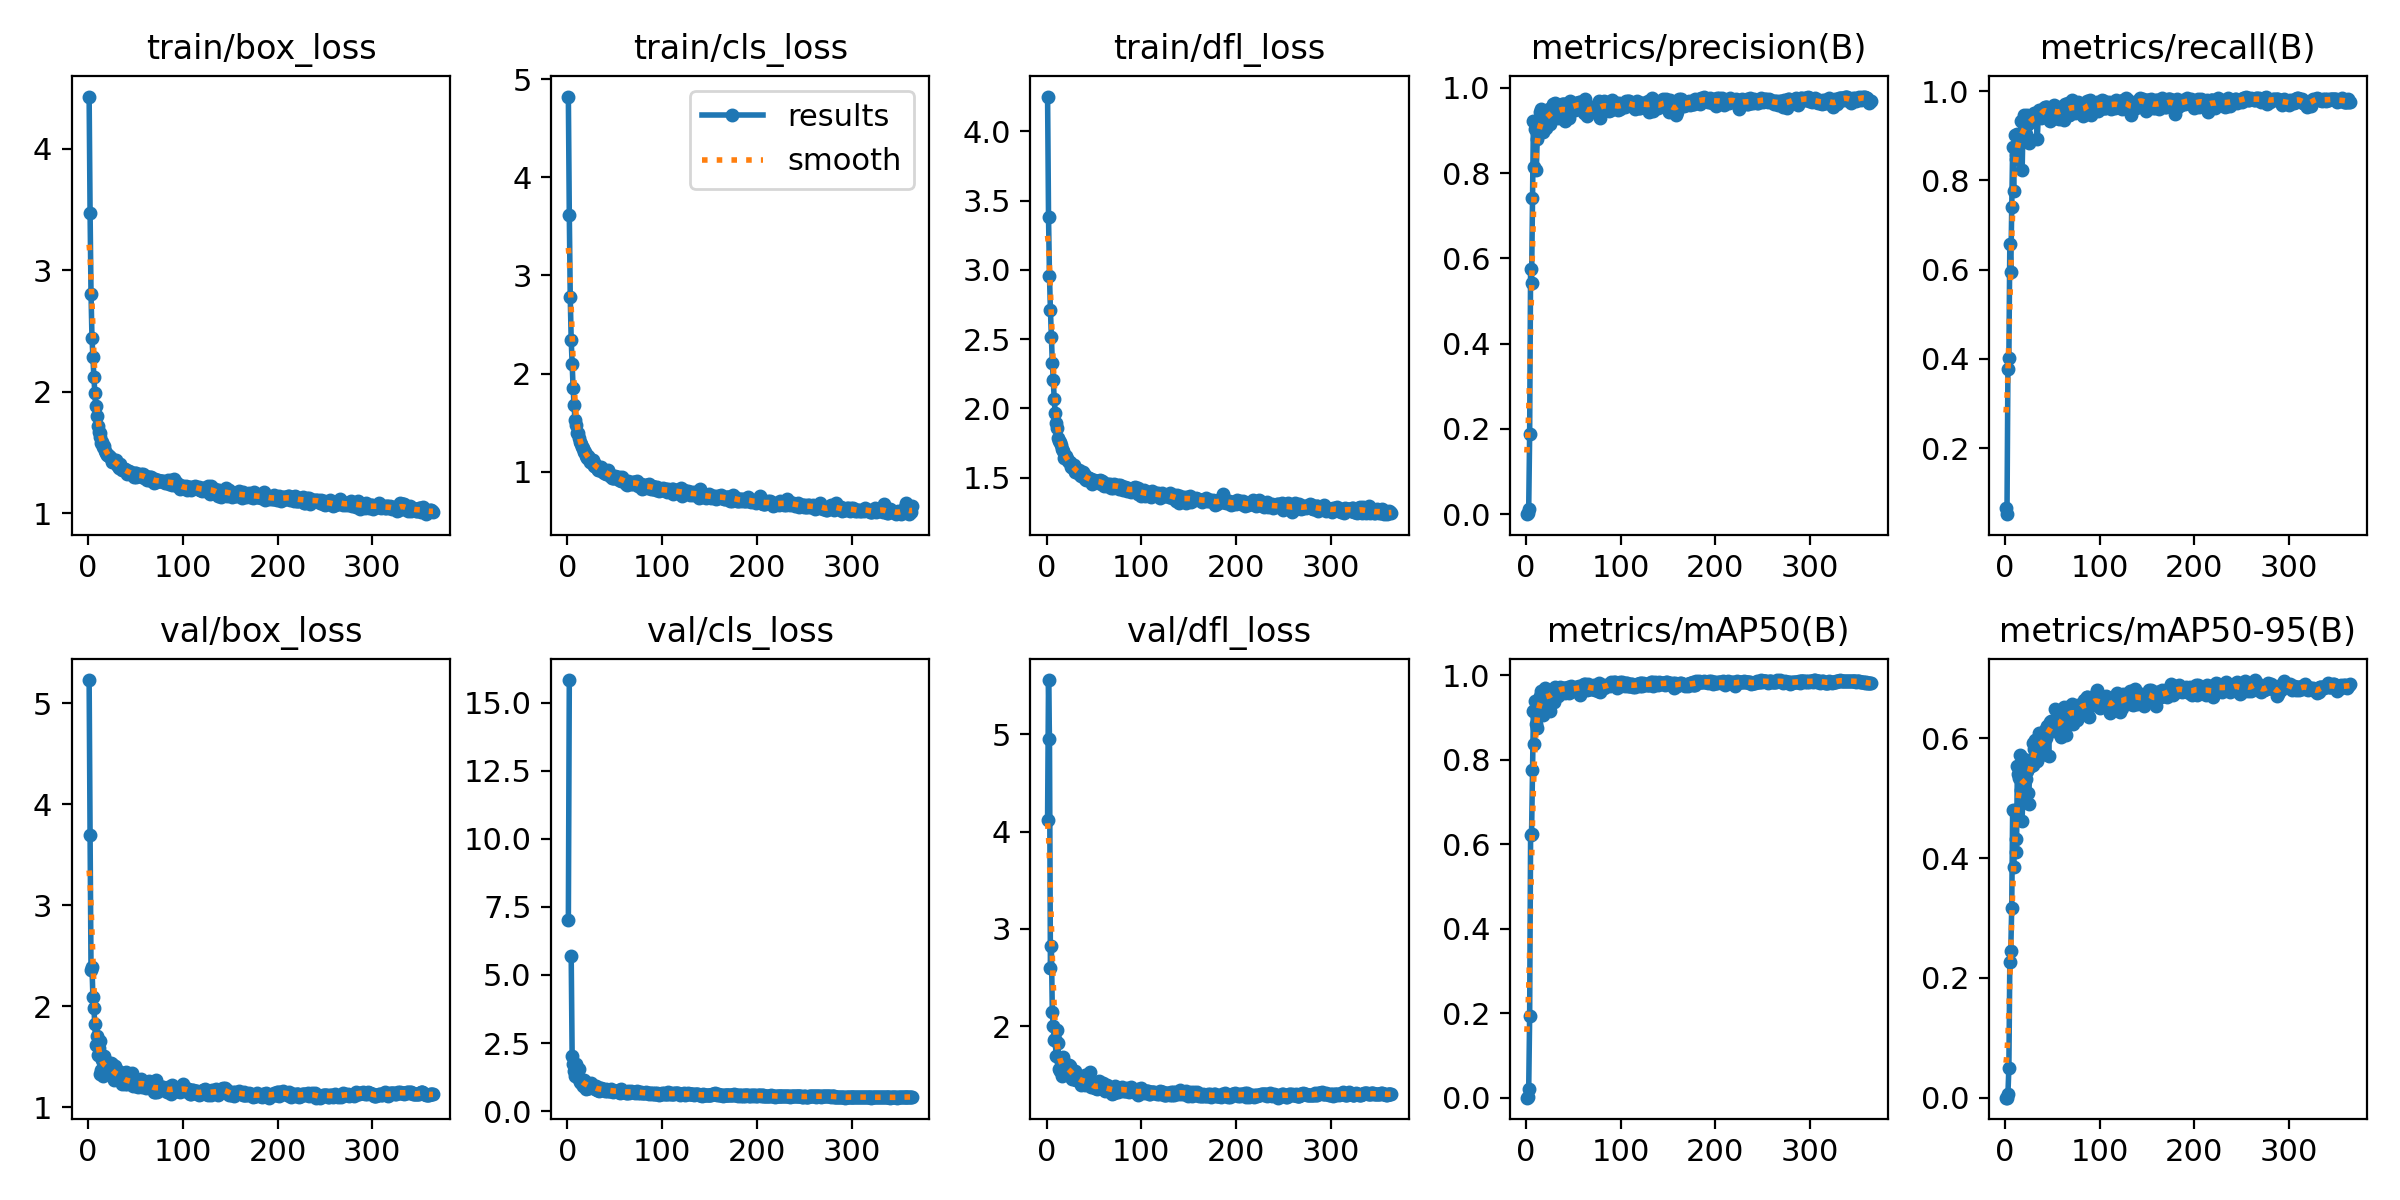 train/box_loss
4
3
2
1
0 100 200 300
train/cls_loss
results
smooth
5
4
3
2
1
0 100 200 300
train/dfl_loss
4.0
3.5
3.0
2.5
2.0
1.5
0 100 200 300
metrics/precision(B)
1.0
0.8
0.6
0.4
0.2
0.0
0 100 200 300
metrics/recall(B)
1.0
0.8
0.6
0.4
0.2
0 100 200 300
val/box_loss
5
4
3
2
1
0 100 200 300
val/cls_loss
15.0
12.5
10.0
7.5
5.0
2.5
0.0
0 100 200 300
val/dfl_loss
5
4
3
2
0 100 200 300
metrics/mAP50(B)
1.0
0.8
0.6
0.4
0.2
0.0
0 100 200 300
metrics/mAP50-95(B)
0.6
0.4
0.2
0.0
0 100 200 300